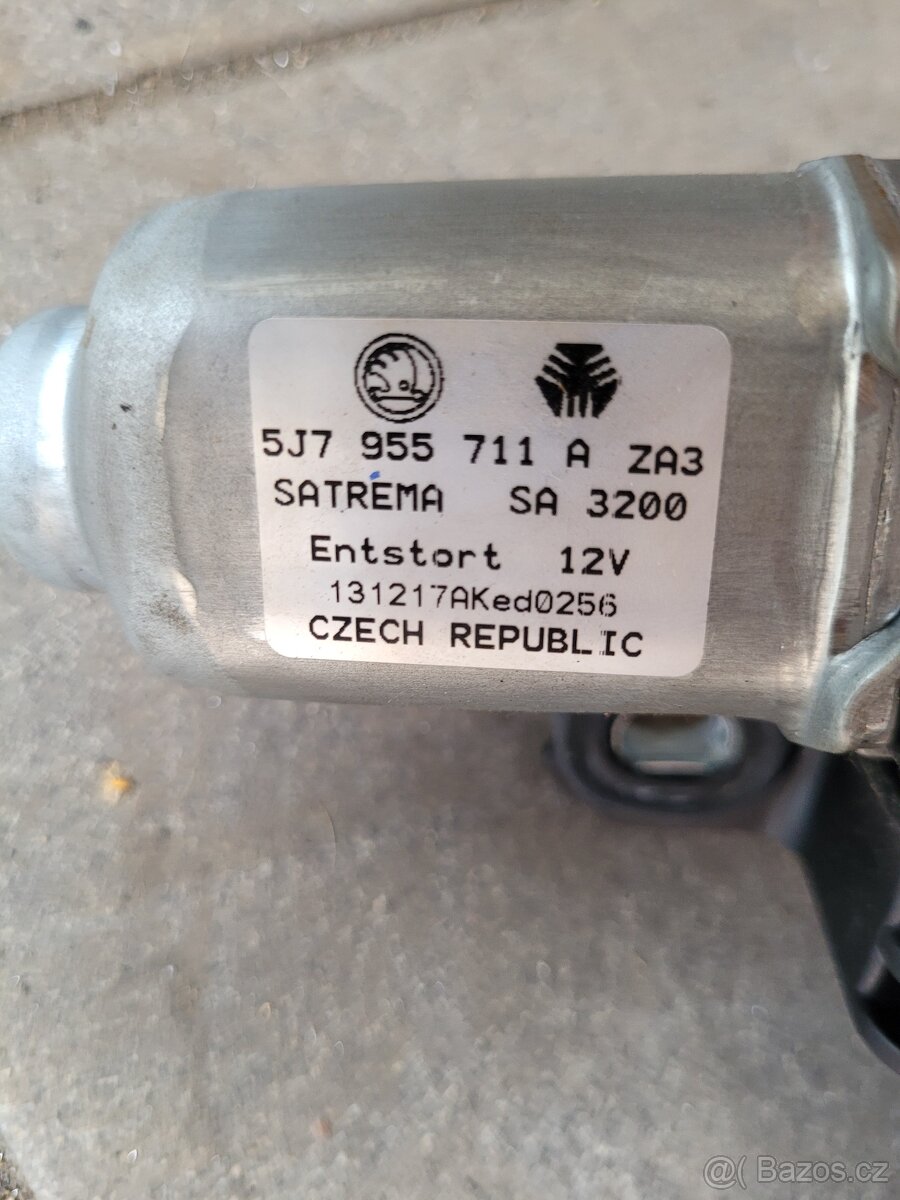 5J7 955 711 A ZA3
SATREMA SA 3200
Entstort 12V
131217AKed0256
CZECH REPUBLIC
@( Bazos.cz